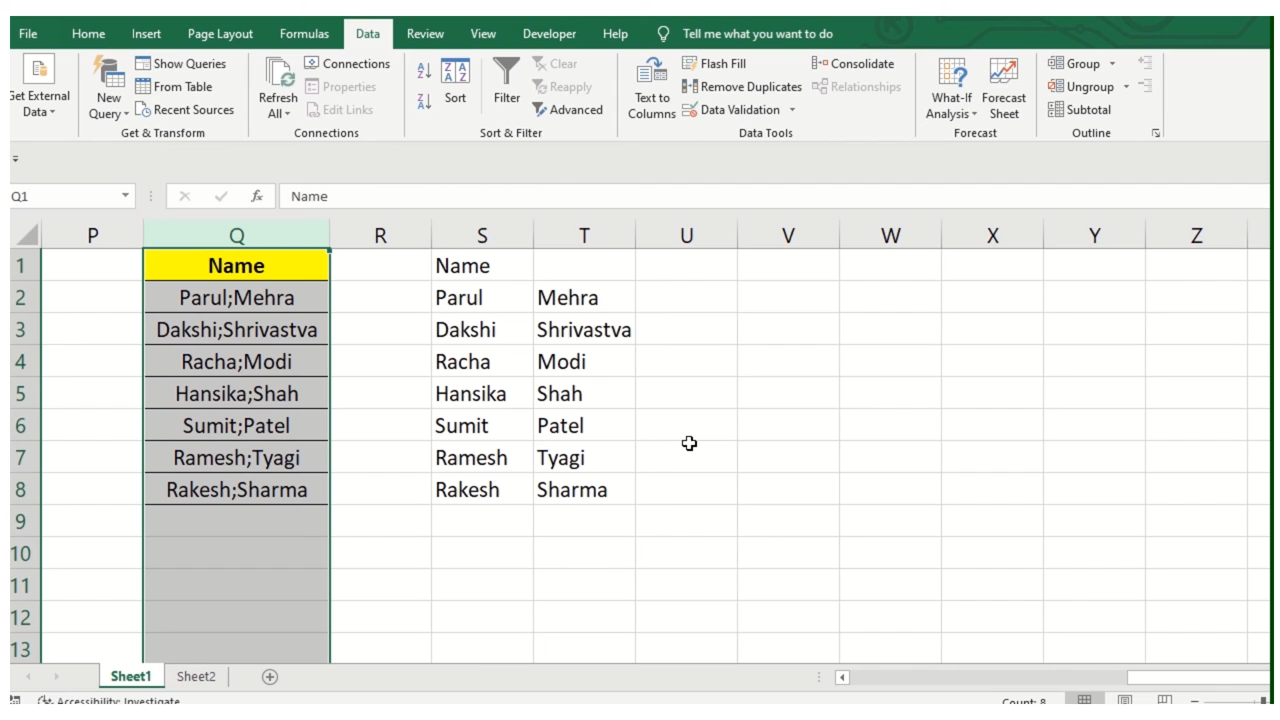 File Home Insert Page Layout Formulas Data Review View Developer Help Tell me what you want to do
Show Queries Connections Clear Flash Fill Consolidate Group
Get External Data New Query From Table Refresh All Properties Sort Filter Reapply Text to Columns Remove Duplicates Relationships What-If Analysis Forecast Sheet Ungroup
Recent Sources Edit Links Advanced Data Validation Subtotal
Get & Transform Connections Sort & Filter Data Tools Forecast Outline
Q1 fx Name
P Q R S T U V W X Y Z
1 Name Name
2 Parul;Mehra Parul Mehra
3 Dakshi;Shrivastva Dakshi Shrivastva
4 Racha;Modi Racha Modi
5 Hansika;Shah Hansika Shah
6 Sumit;Patel Sumit Patel
7 Ramesh;Tyagi Ramesh Tyagi
8 Rakesh;Sharma Rakesh Sharma
9
10
11
12
13
Sheet1 Sheet2
Accessibility: Investigate Count: 8